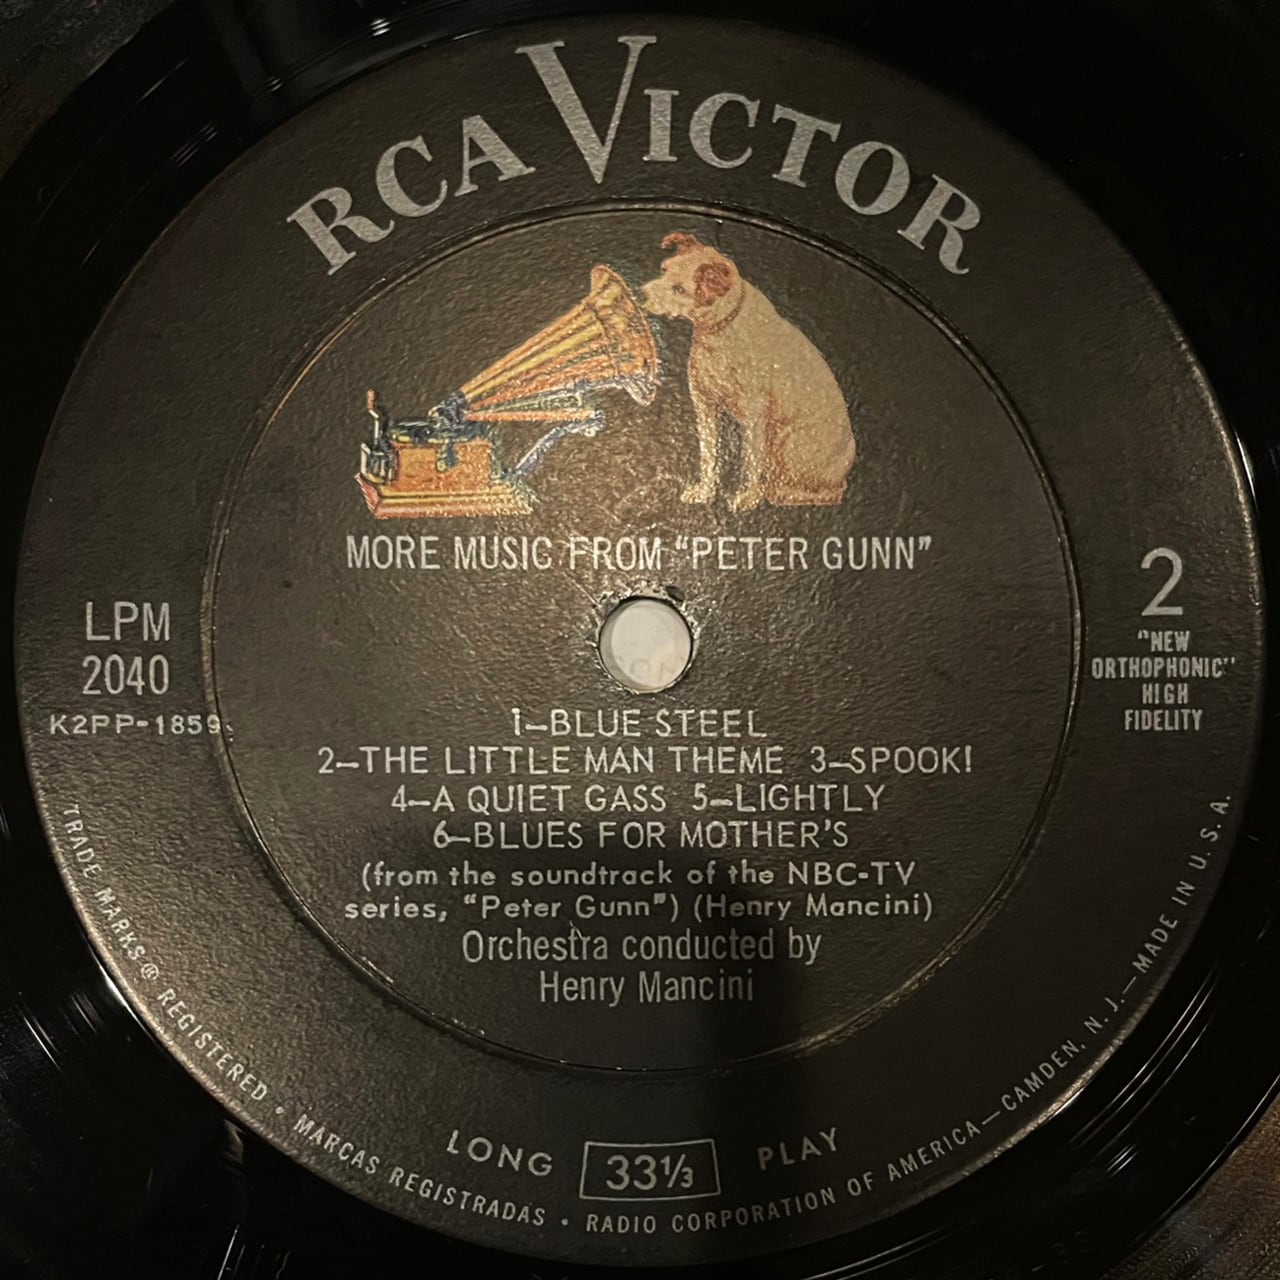 RCA VICTOR
MORE MUSIC FROM “PETER GUNN”
LPM
2040
K2PP-1859
2
“NEW
ORTHOPHONIC”
HIGH
FIDELITY
1–BLUE STEEL
2–THE LITTLE MAN THEME 3–SPOOK!
4–A QUIET GASS 5–LIGHTLY
6–BLUES FOR MOTHER'S
(from the soundtrack of the NBC-TV
series, “Peter Gunn”) (Henry Mancini)
Orchestra conducted by
Henry Mancini
LONG 33⅓ PLAY
TRADE MARKS® REGISTERED • MARCAS REGISTRADAS • RADIO CORPORATION OF AMERICA—CAMDEN, N. J.—MADE IN U. S. A.